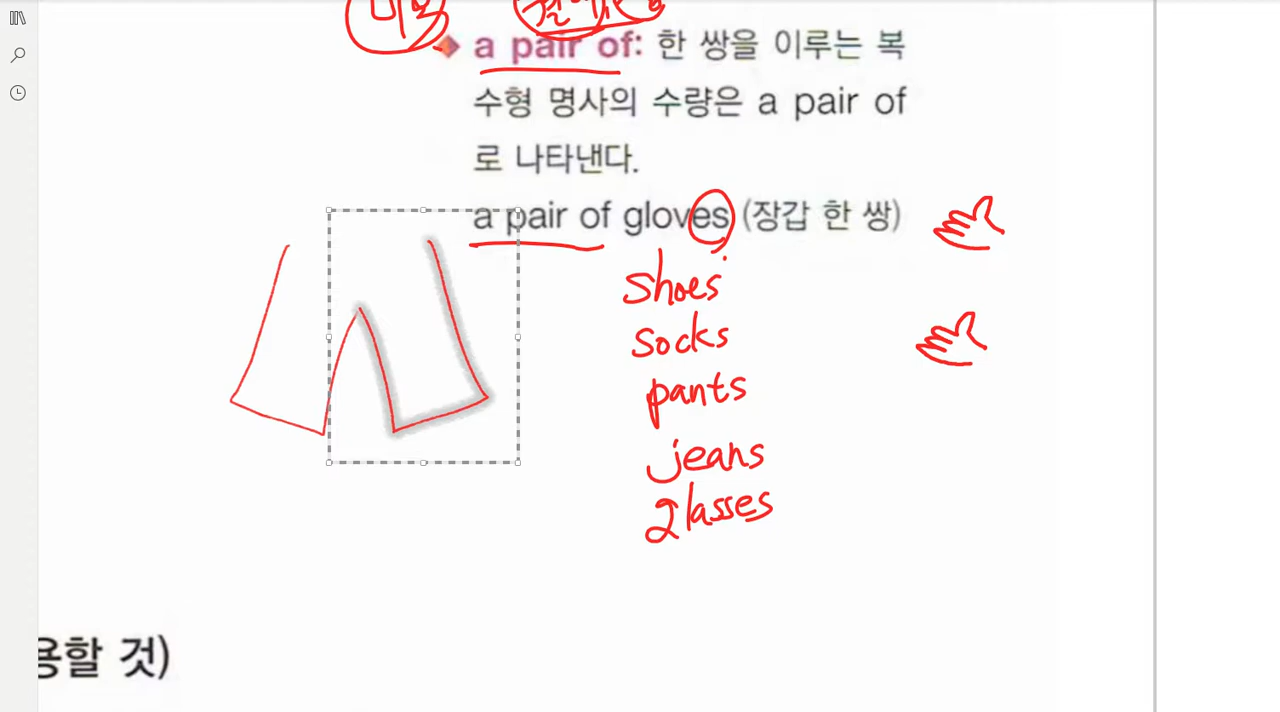 a pair of: 한 쌍을 이루는 복
수형 명사의 수량은 a pair of
로 나타낸다.
a pair of gloves (장갑 한 쌍)
shoes
socks
pants
jeans
glasses
용할 것)